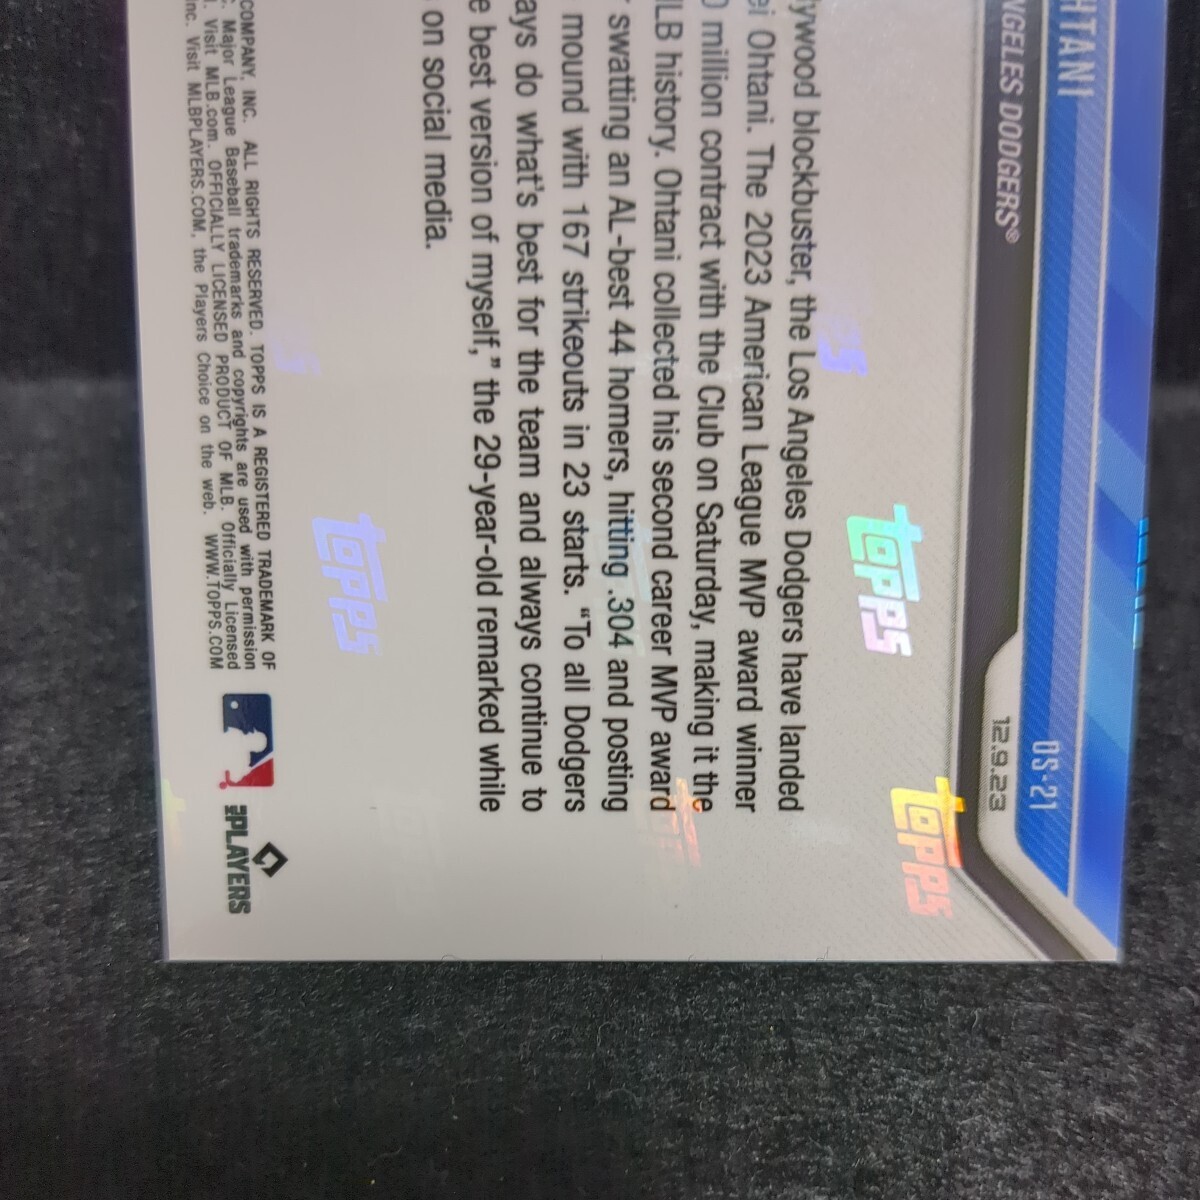 HTANI
OS-21
NGELES DODGERS®
12.9.23
lywood blockbuster, the Los Angeles Dodgers have landed
ei Ohtani. The 2023 American League MVP award winner
0 million contract with the Club on Saturday, making it the
MLB history. Ohtani collected his second career MVP award
swatting an AL-best 44 homers, hitting .304 and posting
mound with 167 strikeouts in 23 starts. “To all Dodgers
ays do what's best for the team and always continue to
e best version of myself,” the 29-year-old remarked while
on social media.
COMPANY, INC. ALL RIGHTS RESERVED. TOPPS IS A REGISTERED TRADEMARK OF
Major League Baseball trademarks and copyrights are used with permission
Visit MLB.com. OFFICIALLY LICENSED PRODUCT OF MLB. Officially Licensed
Inc. Visit MLBPLAYERS.COM, the Players Choice on the web. WWW.TOPPS.COM
PLAYERS
topps
topps
topps